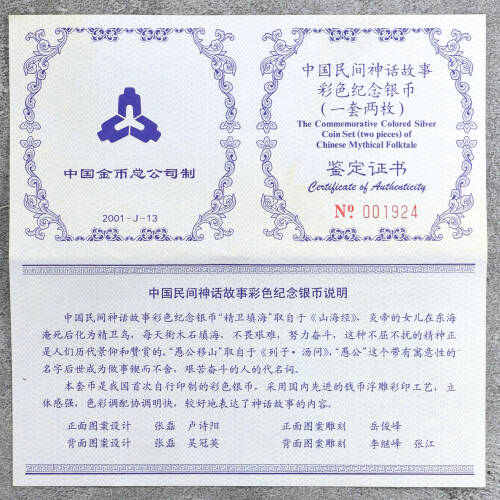 中国金币总公司制
2001-J-13
中国民间神话故事
彩色纪念银币
(一套两枚)
The Commemorative Colored Silver
Coin Set (two pieces) of
Chinese Mythical Folktale
鉴定证书
Certificate of Authenticity
№ 001924
中国民间神话故事彩色纪念银币说明
中国民间神话故事彩色纪念银币“精卫填海”取自于《山海经》，炎帝的女儿在东海
淹死后化为精卫鸟，每天衔木石填海，不畏艰难，努力奋斗，这种不屈不扰的精神正
是人们历代景仰和赞赏的。“愚公移山”取自于《列子·汤问》，“愚公”这个带有寓意性的
名字后世成为做事锲而不舍，艰苦奋斗的人的代名词。
本套币是我国首次自行印制的彩色银币，采用国内先进的钱币浮雕彩印工艺，立
体感强，色彩调配协调明快，较好地表达了神话故事的内容。
正面图案设计 张磊 卢诗阳 正面图案雕刻 岳俊峰
背面图案设计 张磊 吴冠英 背面图案雕刻 李继峰 张江